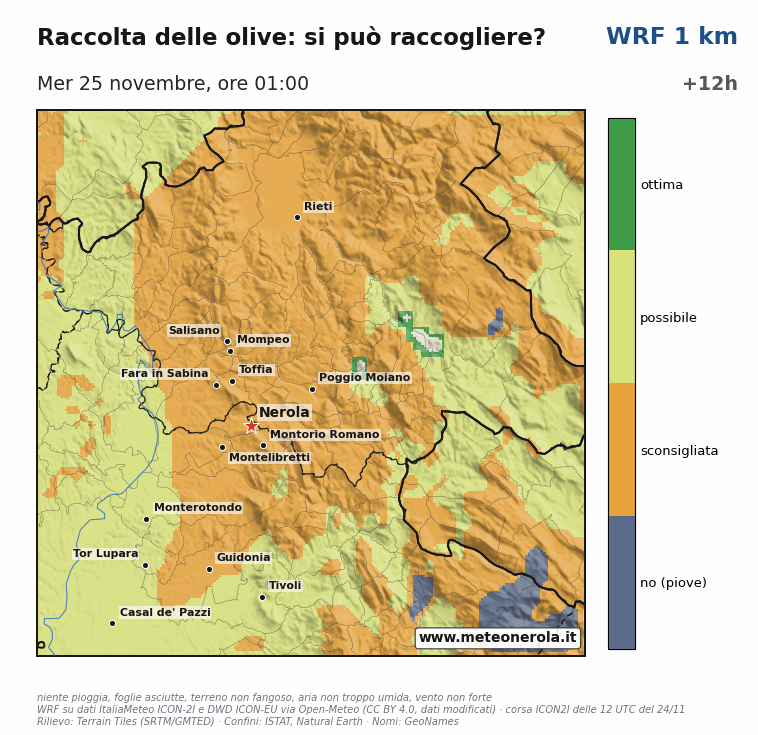 Raccolta delle olive: si può raccogliere?
WRF 1 km
Mer 25 novembre, ore 01:00
+12h
ottima
possibile
sconsigliata
no (piove)
Rieti
Salisano
Mompeo
Fara in Sabina
Toffia
Poggio Moiano
Nerola
Montorio Romano
Montelibretti
Monterotondo
Tor Lupara
Guidonia
Tivoli
Casal de' Pazzi
www.meteonerola.it
niente pioggia, foglie asciutte, terreno non fangoso, aria non troppo umida, vento non forte
WRF su dati ItaliaMeteo ICON-2I e DWD ICON-EU via Open-Meteo (CC BY 4.0, dati modificati) · corsa ICON2I delle 12 UTC del 24/11
Rilievo: Terrain Tiles (SRTM/GMTED) · Confini: ISTAT, Natural Earth · Nomi: GeoNames